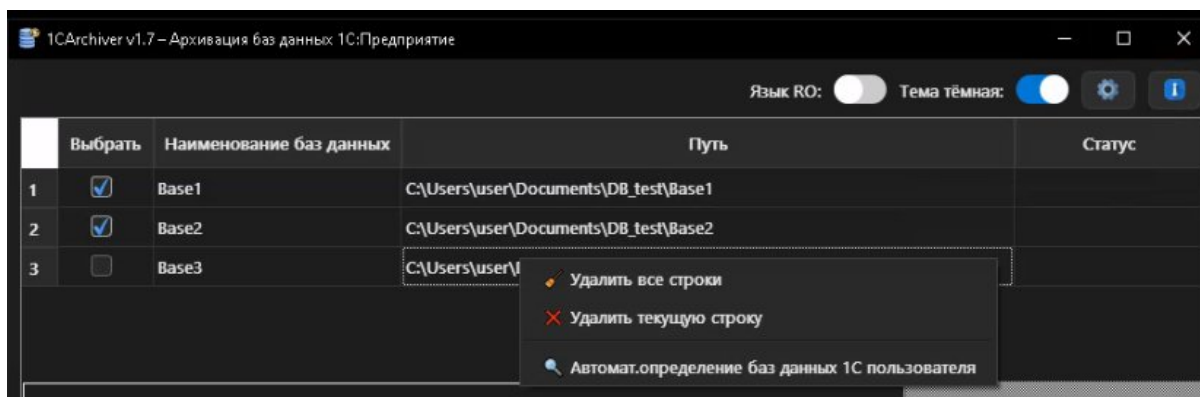 1CArchiver v1.7 – Архивация баз данных 1С:Предприятие
Язык RO: Тема тёмная:
Выбрать Наименование баз данных Путь Статус
1 Base1 C:\Users\user\Documents\DB_test\Base1
2 Base2 C:\Users\user\Documents\DB_test\Base2
3 Base3 C:\Users\user\
Удалить все строки
Удалить текущую строку
Автомат.определение баз данных 1С пользователя